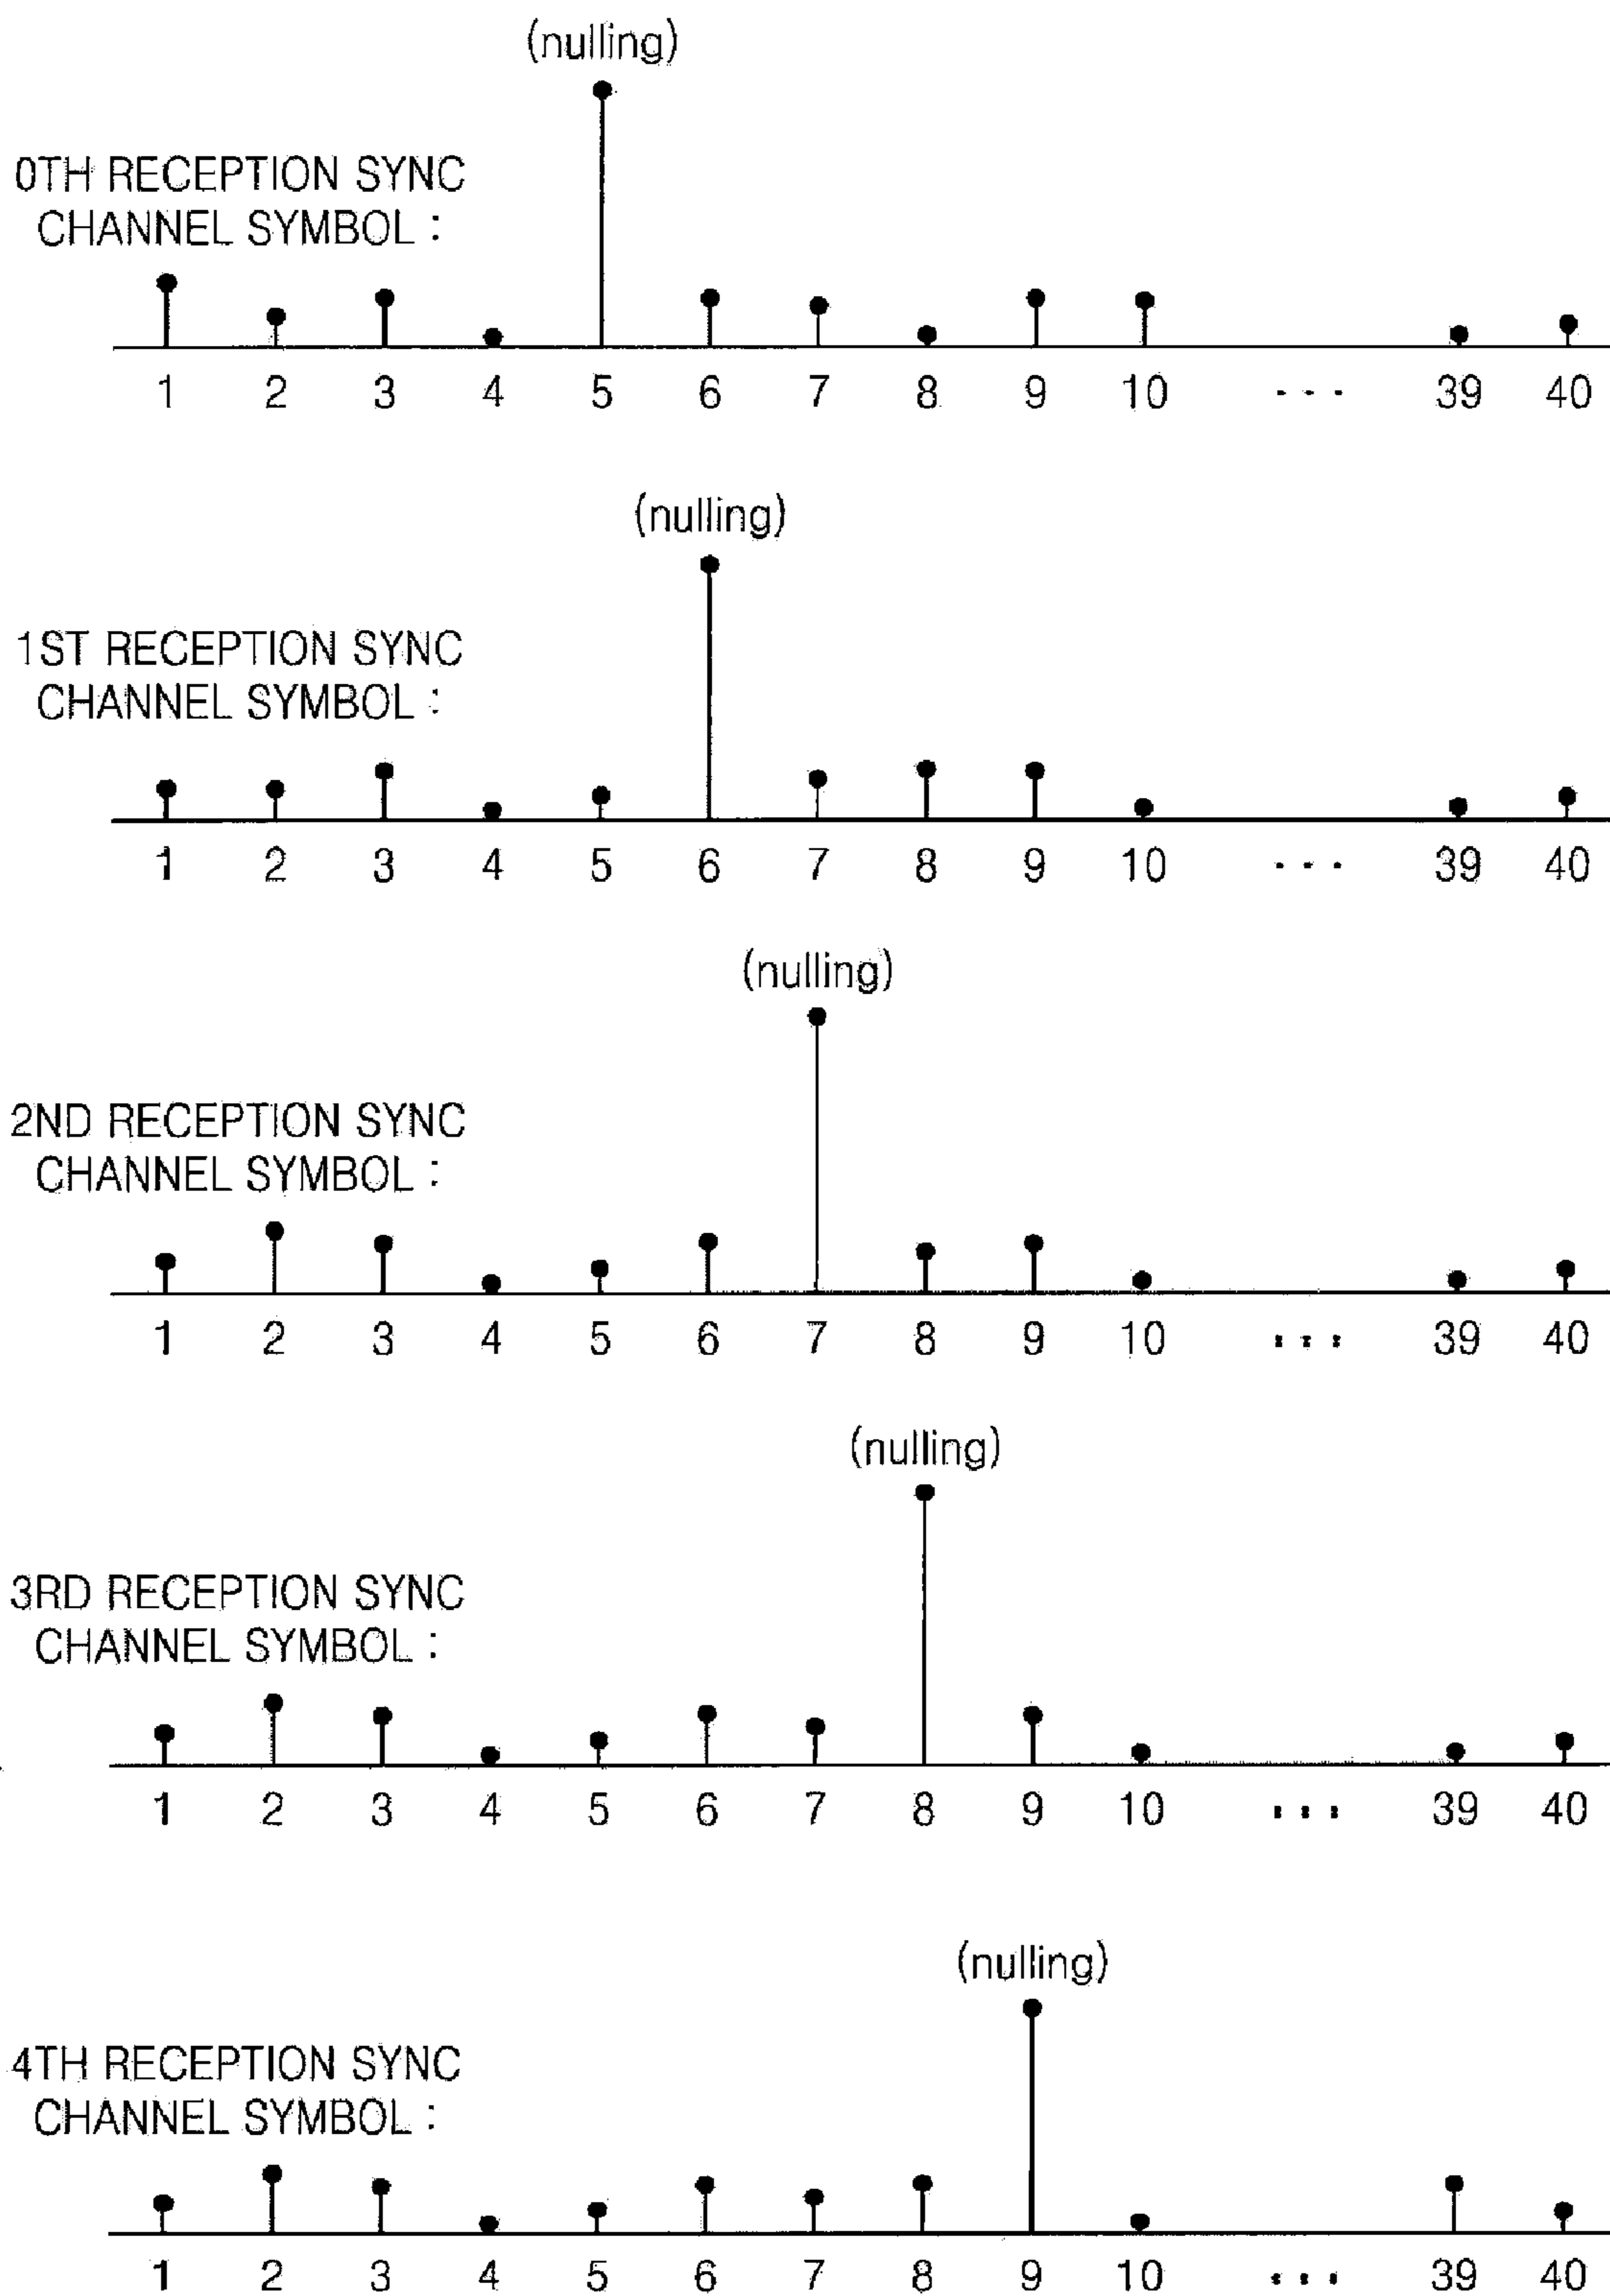 (nulling)
0TH RECEPTION SYNC
CHANNEL SYMBOL :
1 2 3 4 5 6 7 8 9 10 ... 39 40
(nulling)
1ST RECEPTION SYNC
CHANNEL SYMBOL :
1 2 3 4 5 6 7 8 9 10 ... 39 40
(nulling)
2ND RECEPTION SYNC
CHANNEL SYMBOL :
1 2 3 4 5 6 7 8 9 10 ... 39 40
(nulling)
3RD RECEPTION SYNC
CHANNEL SYMBOL :
1 2 3 4 5 6 7 8 9 10 ... 39 40
(nulling)
4TH RECEPTION SYNC
CHANNEL SYMBOL :
1 2 3 4 5 6 7 8 9 10 ... 39 40